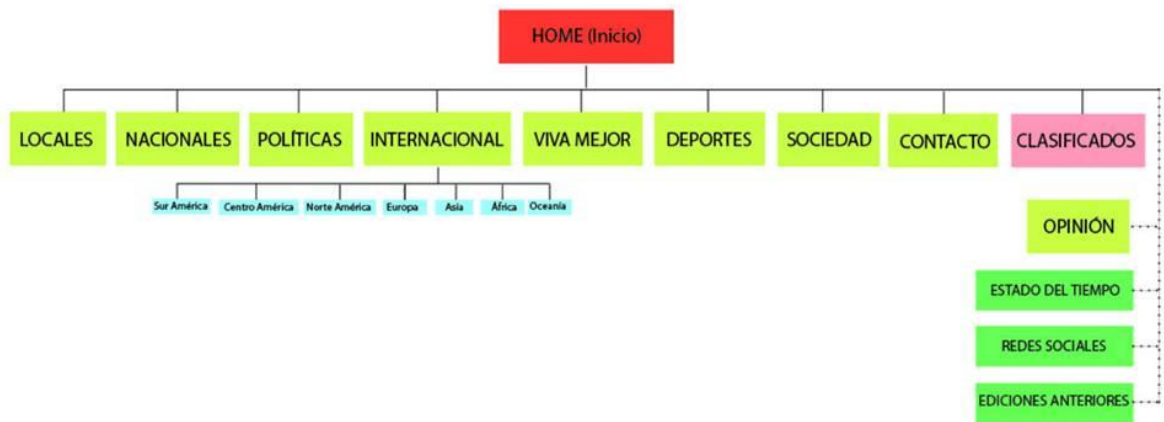 HOME (Inicio)
LOCALES
NACIONALES
POLÍTICAS
INTERNACIONAL
VIVA MEJOR
DEPORTES
SOCIEDAD
CONTACTO
CLASIFICADOS
Sur América
Centro América
Norte América
Europa
Asia
África
Oceanía
OPINIÓN
ESTADO DEL TIEMPO
REDES SOCIALES
EDICIONES ANTERIORES